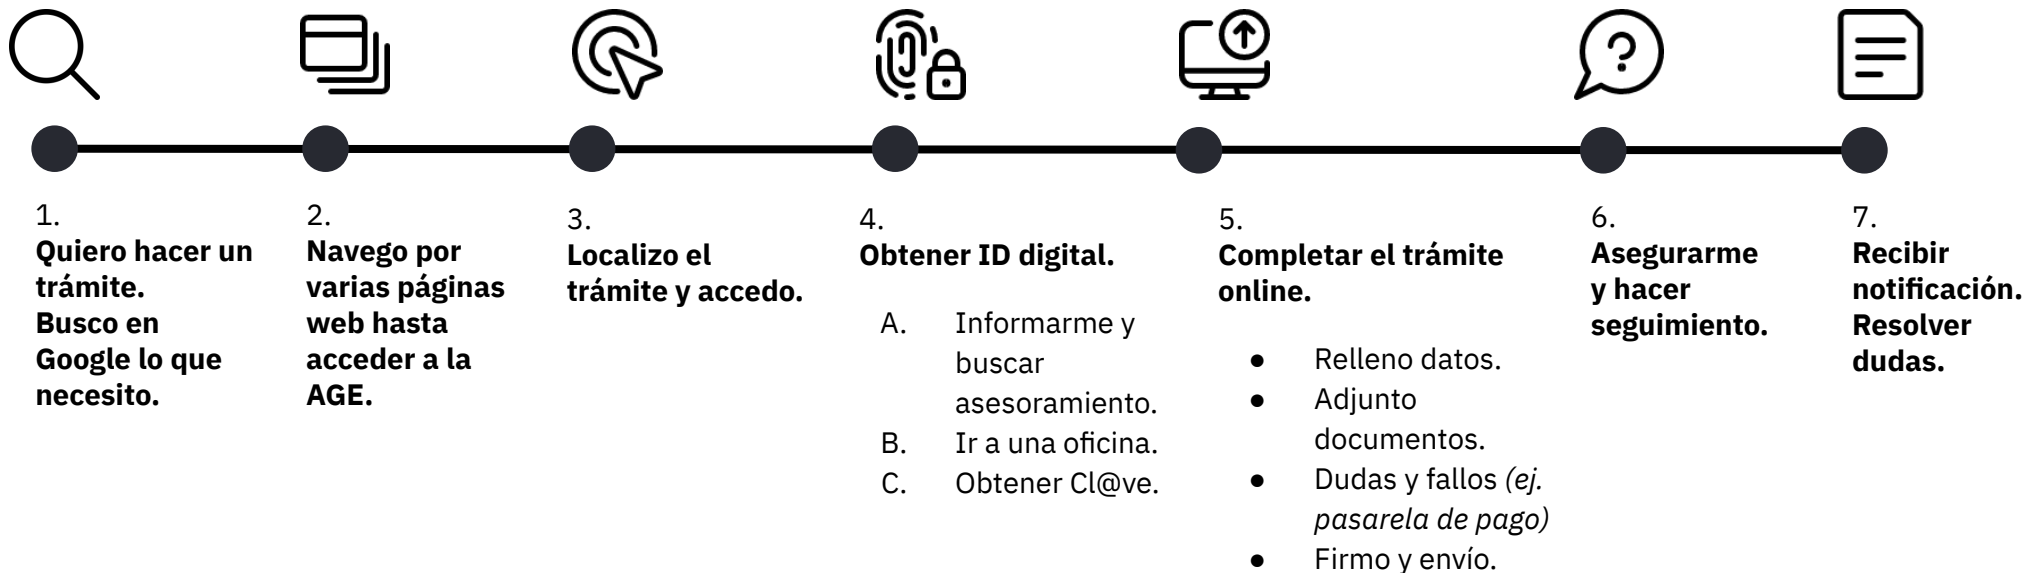 1.
Quiero hacer un
trámite.
Busco en
Google lo que
necesito.
2.
Navego por
varias páginas
web hasta
acceder a la
AGE.
3.
Localizo el
trámite y accedo.
4.
Obtener ID digital.
A. Informarme y
buscar
asesoramiento.
B. Ir a una oficina.
C. Obtener Cl@ve.
5.
Completar el trámite
online.
● Relleno datos.
● Adjunto
documentos.
● Dudas y fallos (ej.
pasarela de pago)
● Firmo y envío.
6.
Asegurarme
y hacer
seguimiento.
7.
Recibir
notificación.
Resolver
dudas.